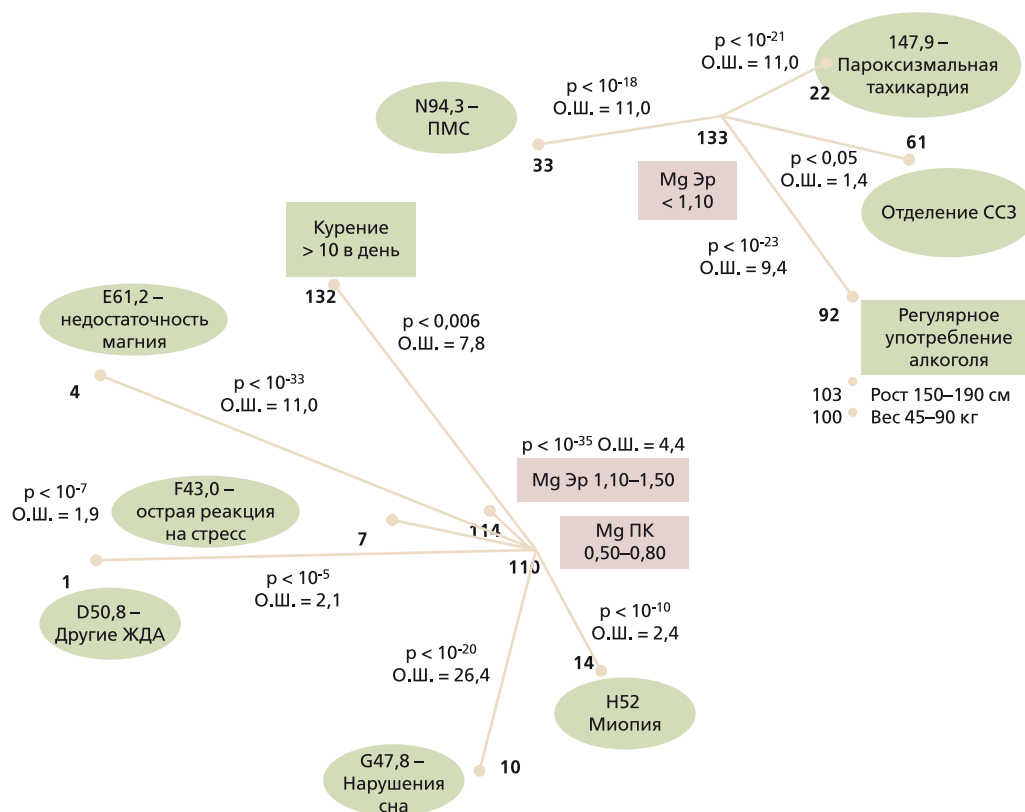 p < 10-21
О.Ш. = 11,0
147,9 –
Пароксизмальная
тахикардия
22
p < 10-18
О.Ш. = 11,0
N94,3 –
ПМС
33
133
61
p < 0,05
О.Ш. = 1,4
Mg Эр
< 1,10
Отделение ССЗ
p < 10-23
О.Ш. = 9,4
Курение
> 10 в день
132
92
Регулярное
употребление
алкоголя
E61,2 –
недостаточность
магния
4
p < 0,006
О.Ш. = 7,8
p < 10-33
О.Ш. = 11,0
103 Рост 150–190 см
100 Вес 45–90 кг
p < 10-35 О.Ш. = 4,4
Mg Эр 1,10–1,50
p < 10-7
О.Ш. = 1,9
F43,0 –
острая реакция
на стресс
7
114
Mg ПК
0,50–0,80
110
1
p < 10-5
О.Ш. = 2,1
D50,8 –
Другие ЖДА
p < 10-10
О.Ш. = 2,4
p < 10-20
О.Ш. = 26,4
14
H52
Миопия
G47,8 –
Нарушения
сна
10